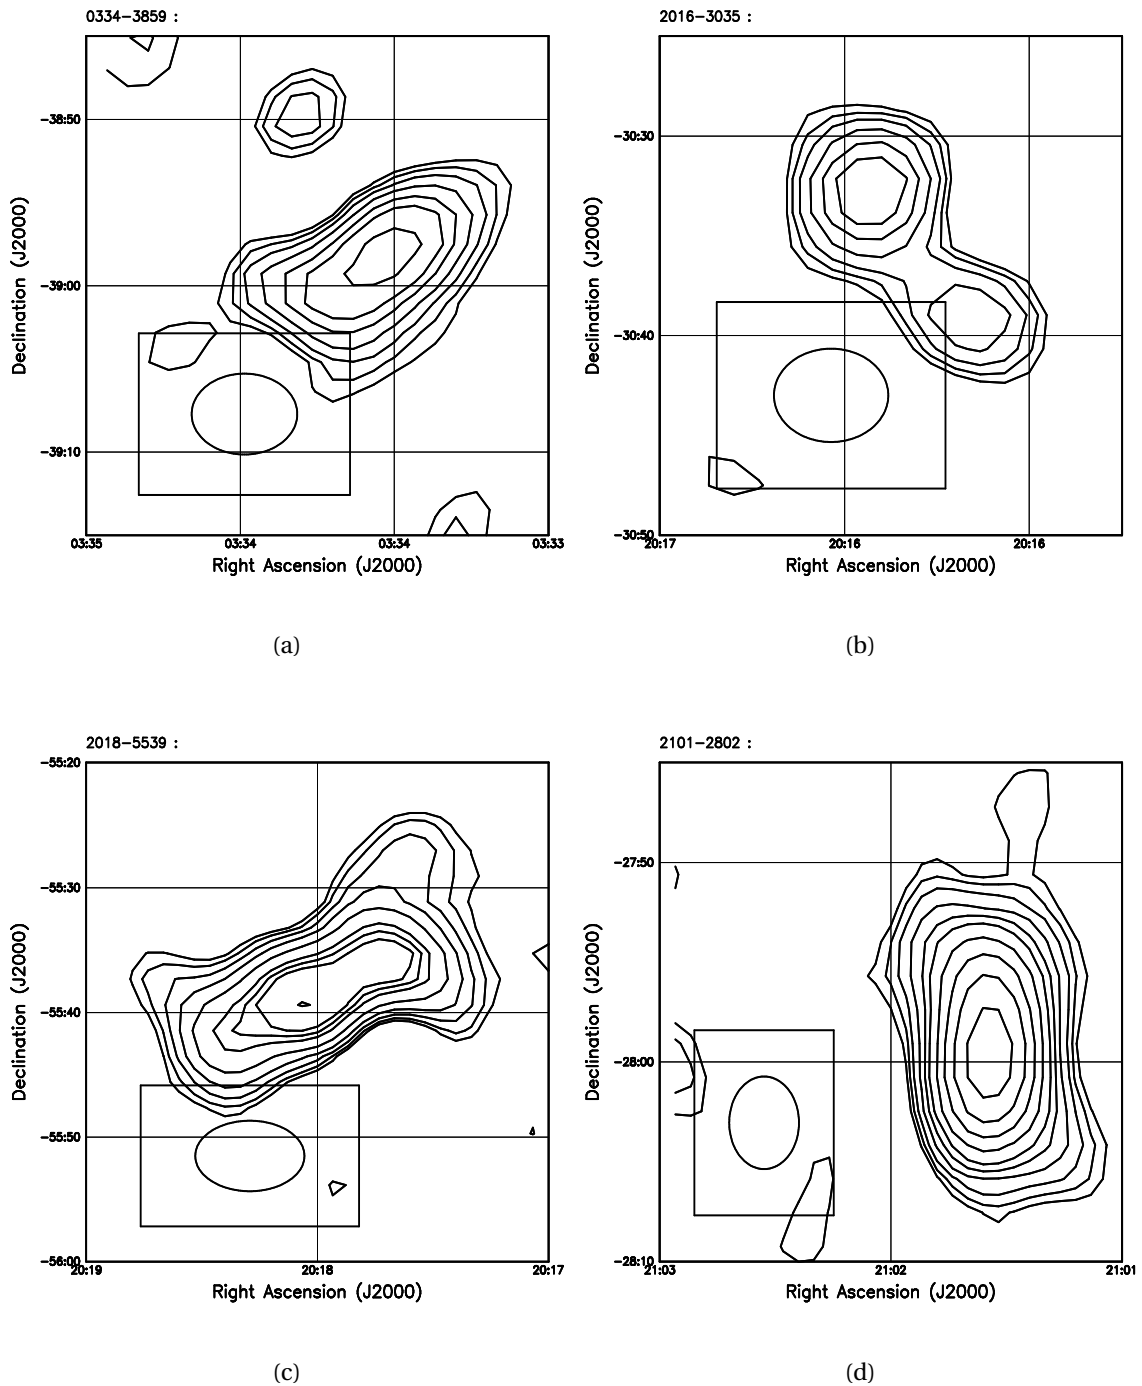 0334−3859 :
2016−3035 :
−38:50
−39:00
−39:10
Declination (J2000)
03:35
03:34
03:34
03:33
Right Ascension (J2000)
−30:30
−30:40
−30:50
Declination (J2000)
20:17
20:16
20:16
Right Ascension (J2000)
(a)
(b)
2018−5539 :
2101−2802 :
−55:20
−55:30
−55:40
−55:50
−56:00
Declination (J2000)
20:19
20:18
20:17
Right Ascension (J2000)
−27:50
−28:00
−28:10
Declination (J2000)
21:03
21:02
21:01
Right Ascension (J2000)
(c)
(d)